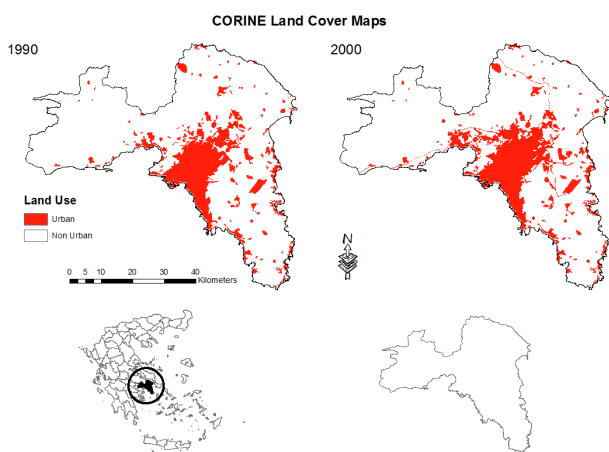 CORINE Land Cover Maps
1990
2000
Land Use
Urban
Non Urban
N
0 5 10 20 30 40
Kilometers